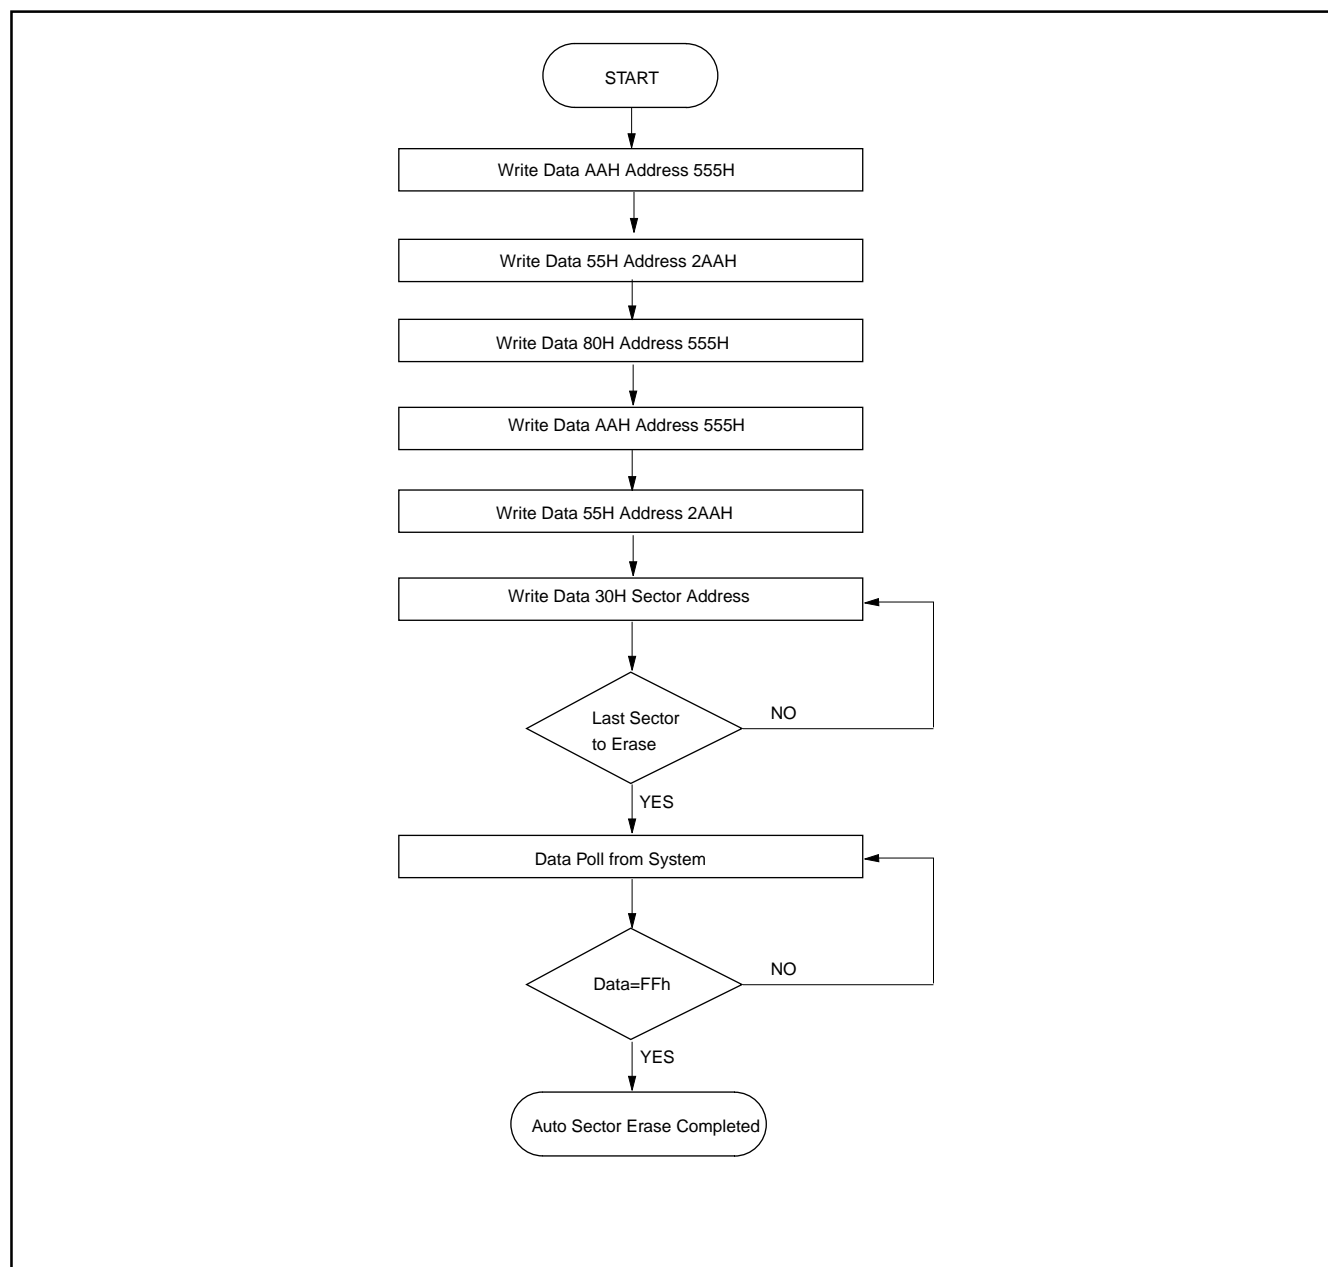 START
Write Data AAH Address 555H
Write Data 55H Address 2AAH
Write Data 80H Address 555H
Write Data AAH Address 555H
Write Data 55H Address 2AAH
Write Data 30H Sector Address
Last Sector
to Erase
NO
YES
Data Poll from System
Data=FFh
NO
YES
Auto Sector Erase Completed